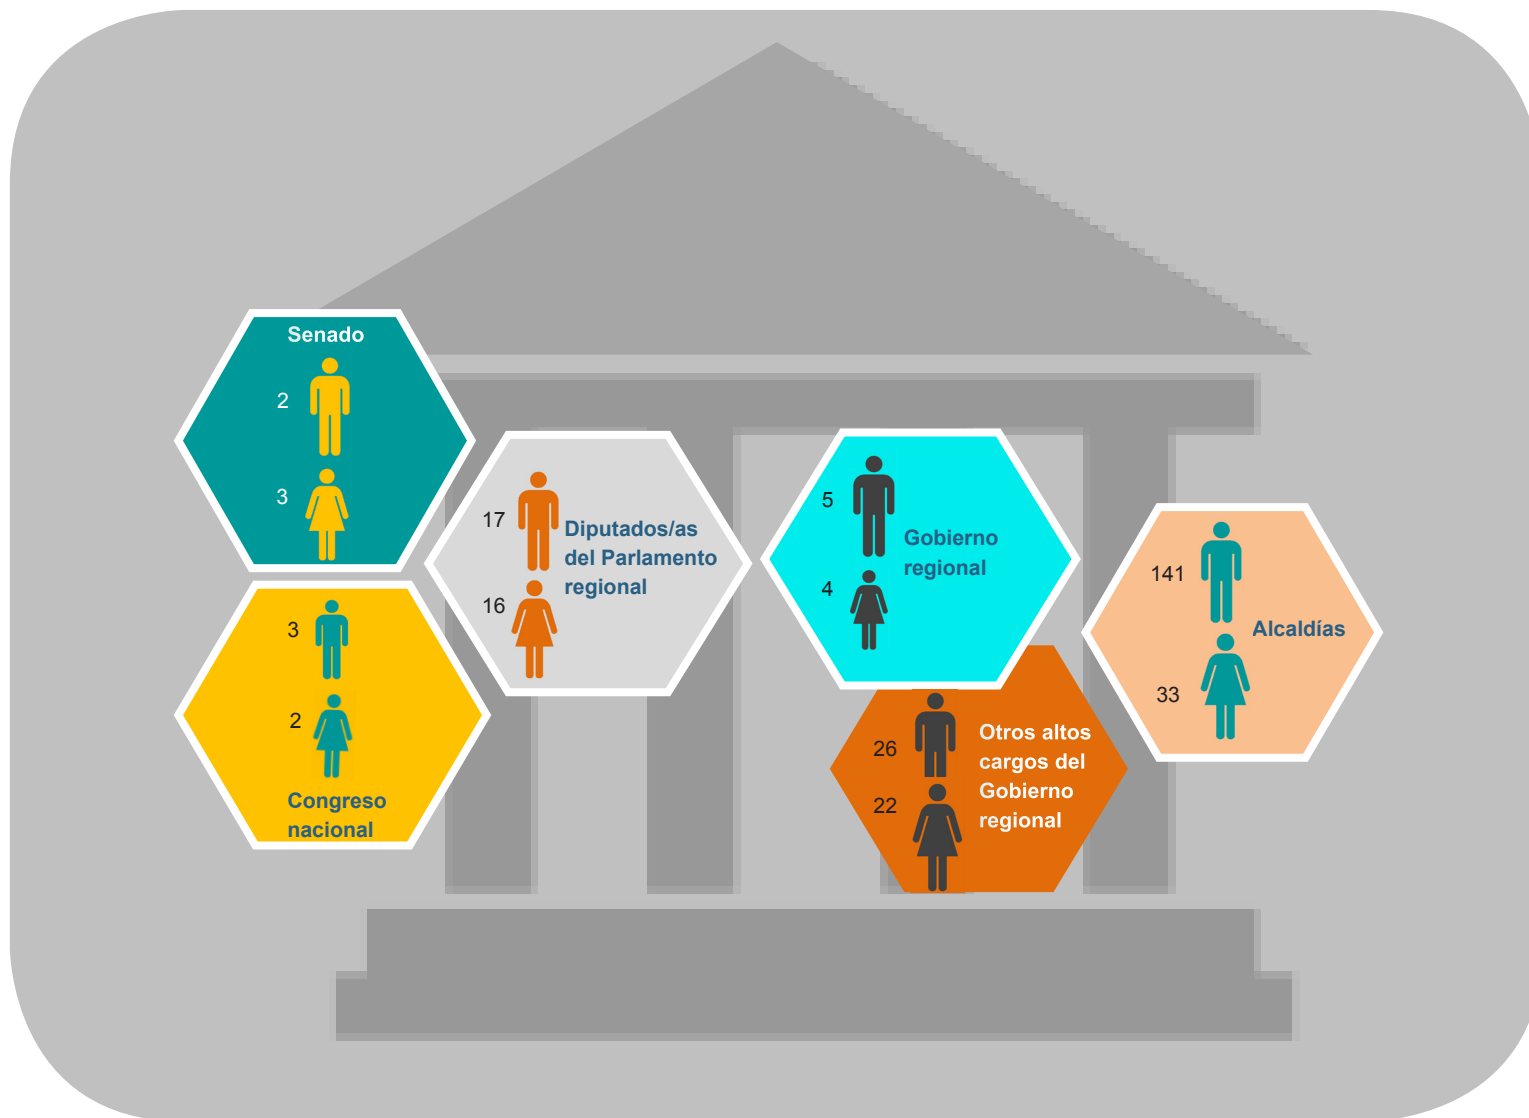 Senado
2
3
3
2
Congreso
nacional
17
16
Diputados/as
del Parlamento
regional
5
4
Gobierno
regional
26
22
Otros altos
cargos del
Gobierno
regional
141
33
Alcaldías